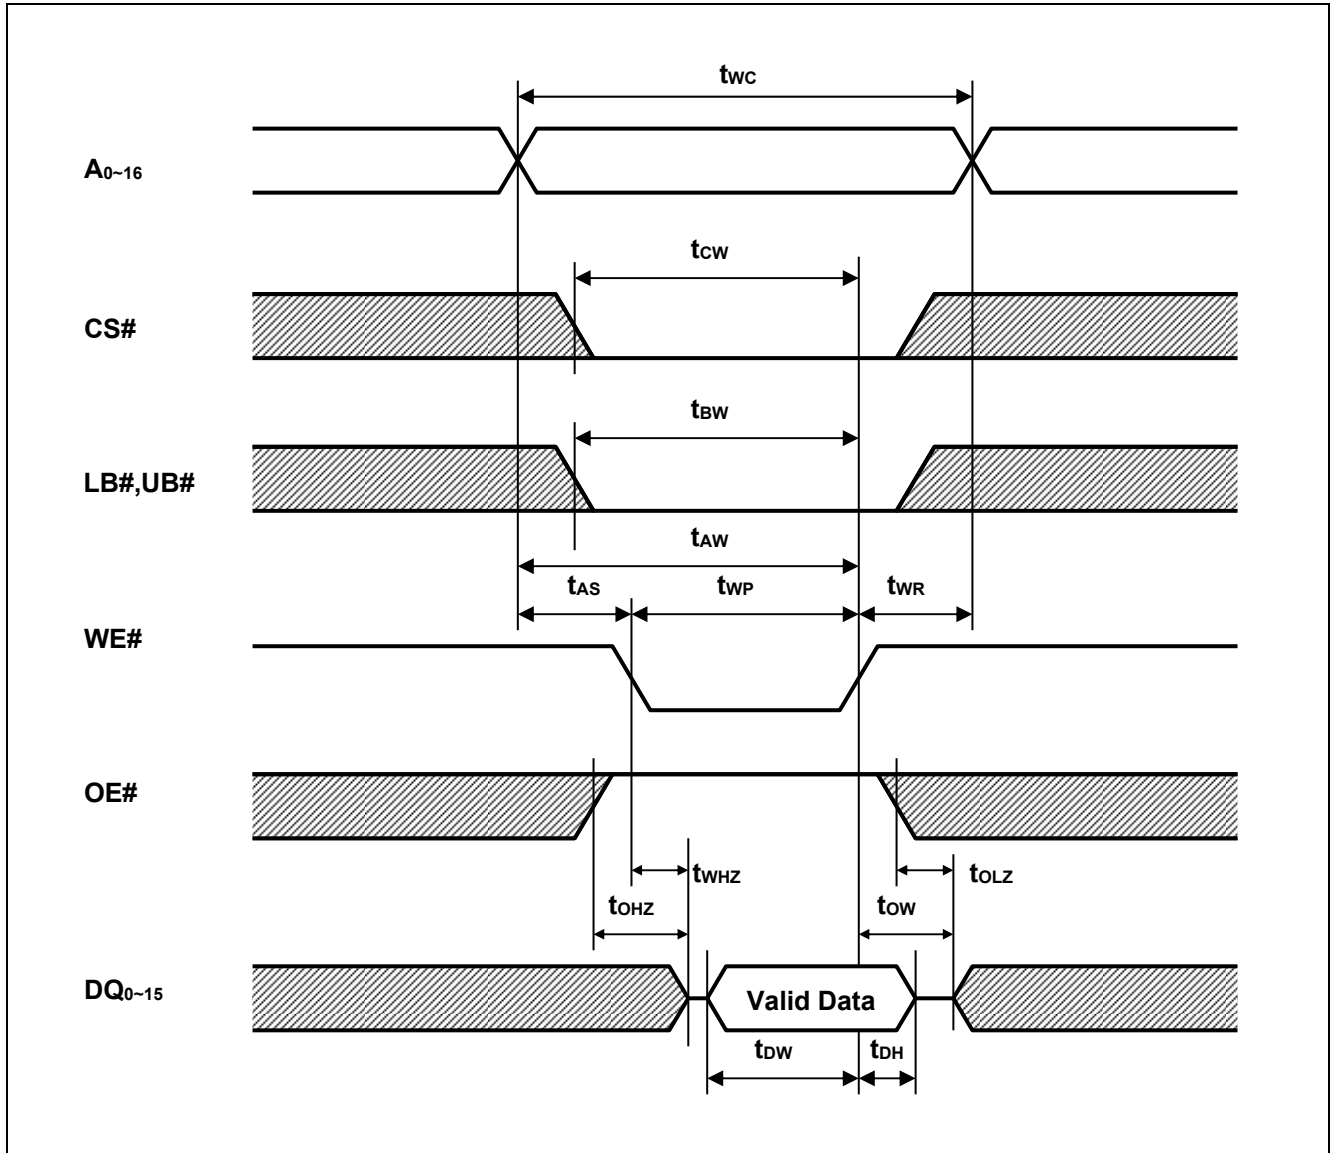 tWC
A0~16
tCW
CS#
tBW
LB#,UB#
tAW
tAS tWP tWR
WE#
OE#
tWHZ tOLZ
tOHZ tOW
DQ0~15 Valid Data
tDW tDH